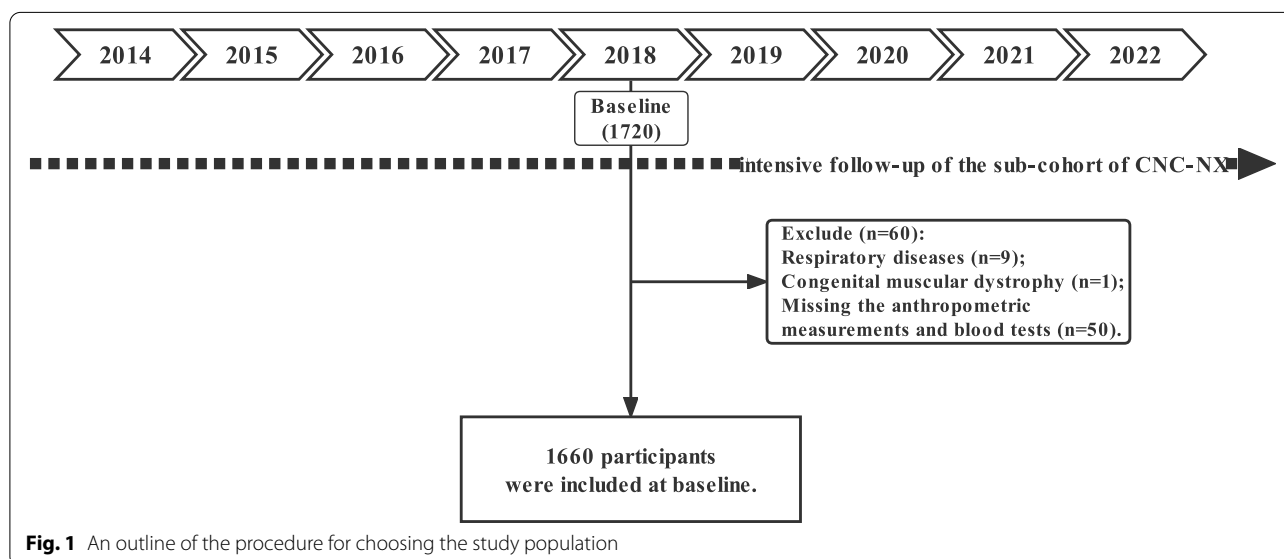 2014 2015 2016 2017 2018 2019 2020 2021 2022
Baseline
(1720)
intensive follow-up of the sub-cohort of CNC-NX
Exclude (n=60):
Respiratory diseases (n=9);
Congenital muscular dystrophy (n=1);
Missing the anthropometric
measurements and blood tests (n=50).
1660 participants
were included at baseline.
Fig. 1 An outline of the procedure for choosing the study population